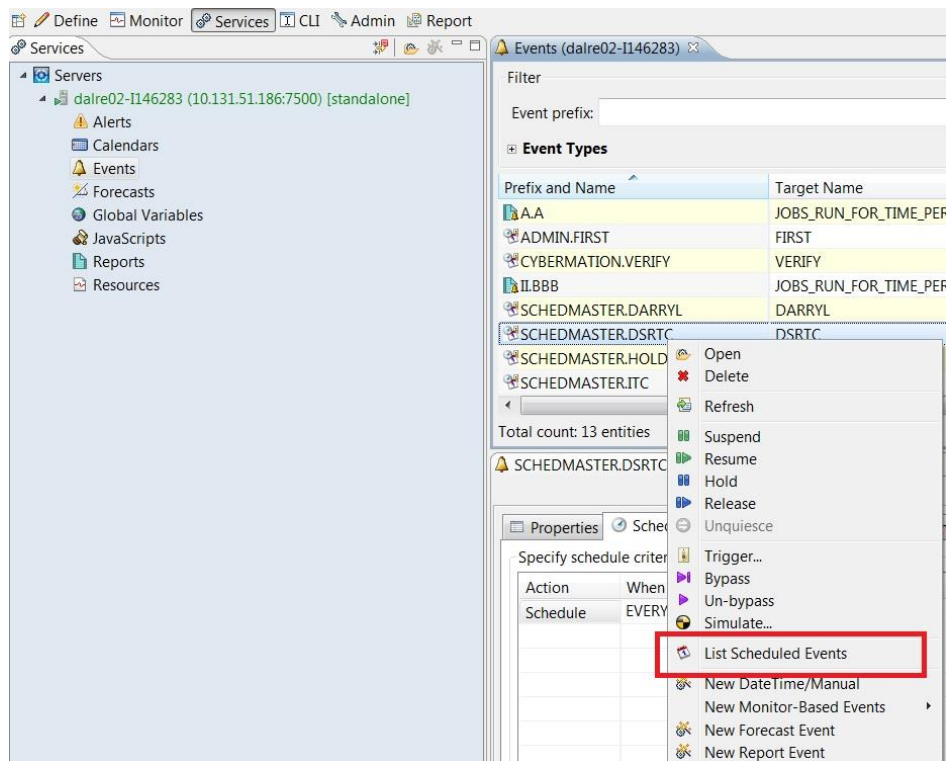 Define Monitor Services CLI Admin Report
Services
Servers
dalre02-I146283 (10.131.51.186:7500) [standalone]
Alerts
Calendars
Events
Forecasts
Global Variables
JavaScripts
Reports
Resources
Events (dalre02-I146283)
Filter
Event prefix:
Event Types
Prefix and Name Target Name
A.A JOBS_RUN_FOR_TIME_PER
ADMIN.FIRST FIRST
CYBERMATION.VERIFY VERIFY
II.BBB JOBS_RUN_FOR_TIME_PER
SCHEDMASTER.DARRYL DARRYL
SCHEDMASTER.DSRTC DSRTC
SCHEDMASTER.HOLD
SCHEDMASTER.ITC
Total count: 13 entities
SCHEDMASTER.DSRTC
Properties Sched
Specify schedule criter
Action When
Schedule EVERY
Open
Delete
Refresh
Suspend
Resume
Hold
Release
Unquiesce
Trigger...
Bypass
Un-bypass
Simulate...
List Scheduled Events
New DateTime/Manual
New Monitor-Based Events
New Forecast Event
New Report Event